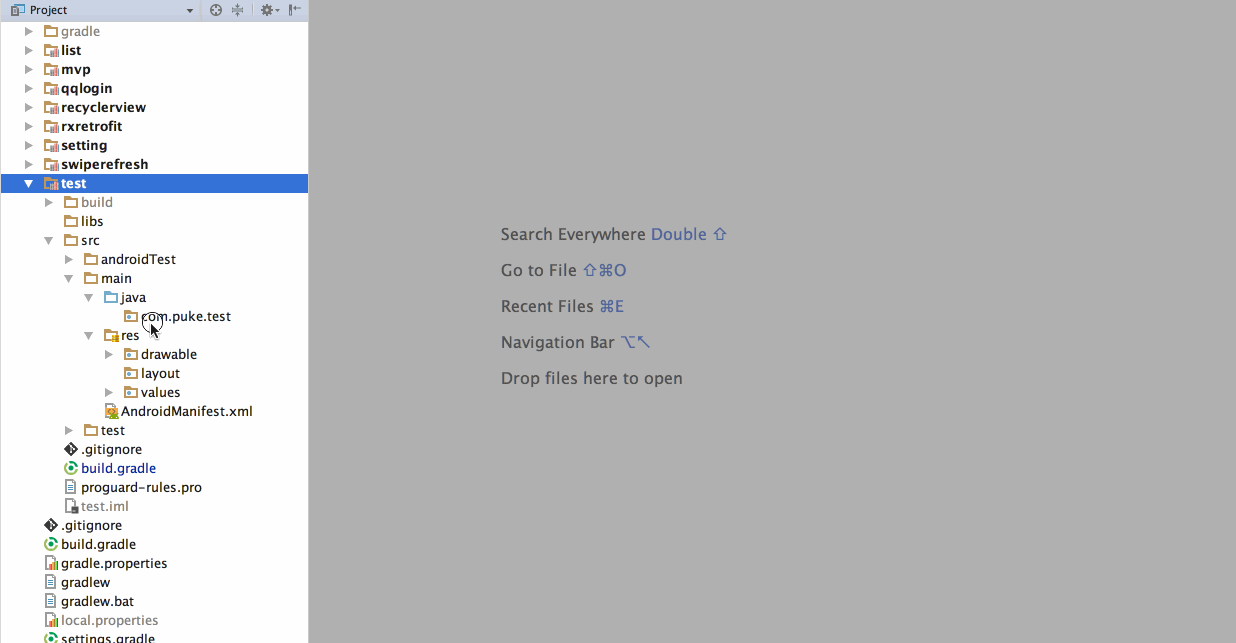 Project
gradle
list
mvp
qqlogin
recyclerview
rxretrofit
setting
swiperefresh
test
build
libs
src
androidTest
main
java
com.puke.test
res
drawable
layout
values
AndroidManifest.xml
test
.gitignore
build.gradle
proguard-rules.pro
test.iml
.gitignore
build.gradle
gradle.properties
gradlew
gradlew.bat
local.properties
settings.gradle
Search Everywhere Double ⇧
Go to File ⇧⌘O
Recent Files ⌘E
Navigation Bar ⌥↖
Drop files here to open